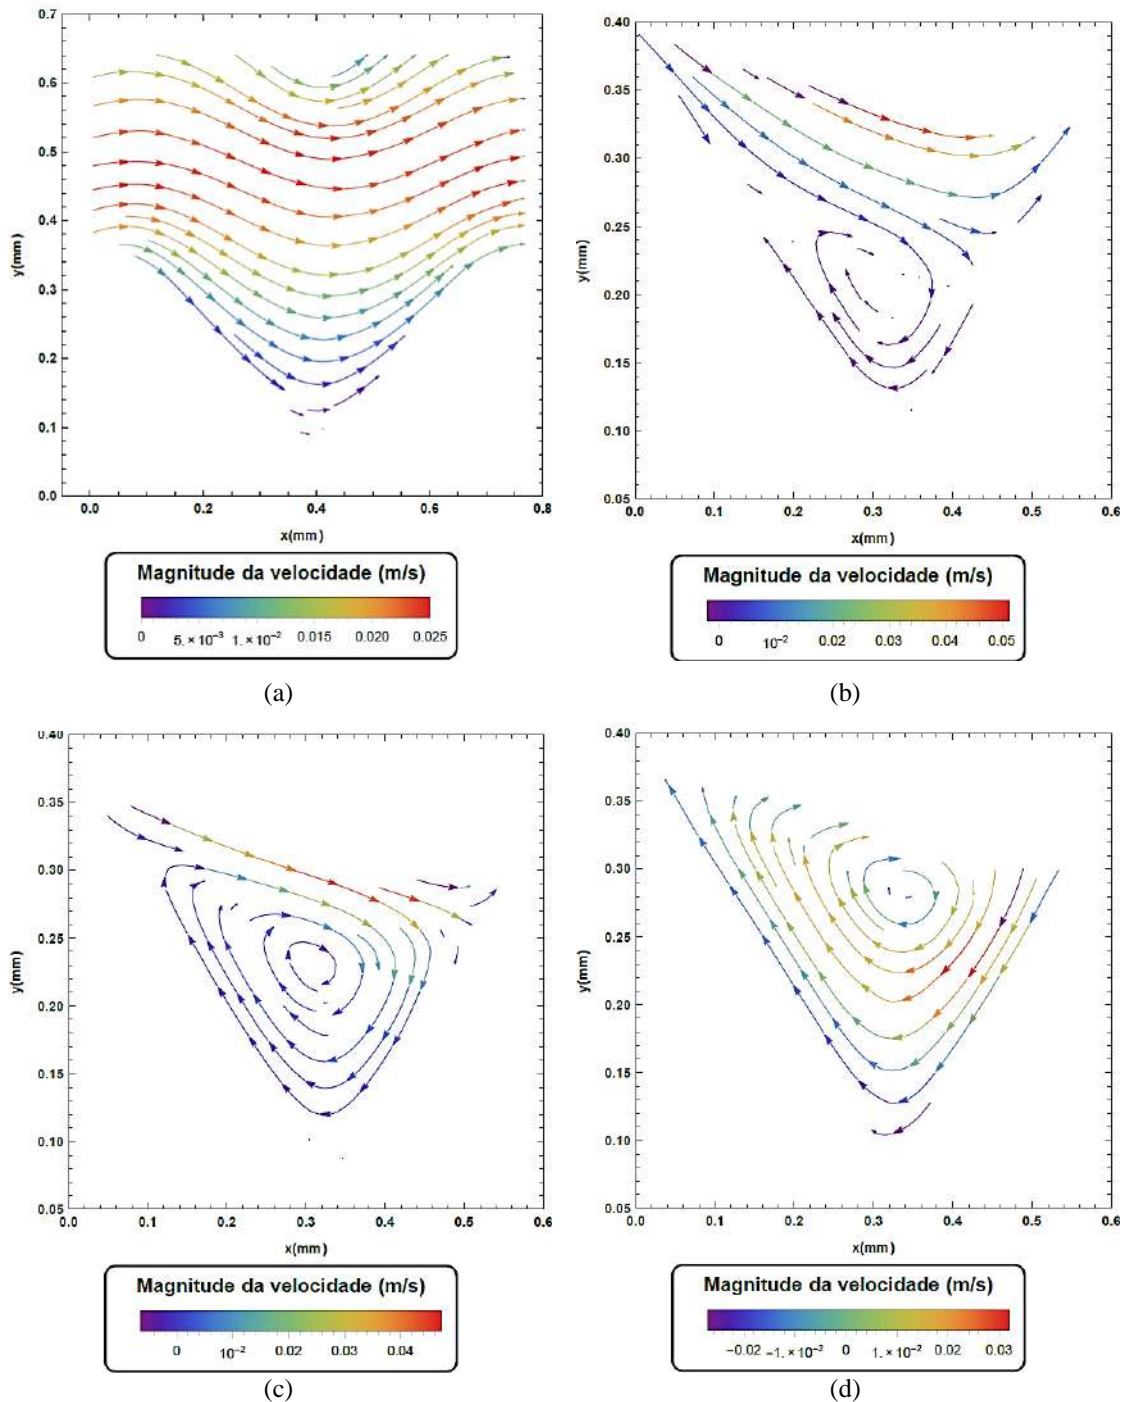 0.7
0.6
0.5
0.4
0.3
0.2
0.1
0.0
y(mm)
0.0 0.2 0.4 0.6 0.8
x(mm)
Magnitude da velocidade (m/s)
0 5.×10⁻³ 1.×10⁻² 0.015 0.020 0.025
(a)
0.40
0.35
0.30
0.25
0.20
0.15
0.10
0.05
y(mm)
0.0 0.1 0.2 0.3 0.4 0.5 0.6
x(mm)
Magnitude da velocidade (m/s)
0 10⁻² 0.02 0.03 0.04 0.05
(b)
0.40
0.35
0.30
0.25
0.20
0.15
0.10
0.05
y(mm)
0.0 0.1 0.2 0.3 0.4 0.5 0.6
x(mm)
Magnitude da velocidade (m/s)
0 10⁻² 0.02 0.03 0.04
(c)
0.40
0.35
0.30
0.25
0.20
0.15
0.10
0.05
y(mm)
0.0 0.1 0.2 0.3 0.4 0.5 0.6
x(mm)
Magnitude da velocidade (m/s)
−0.02 −1.×10⁻² 0 1.×10⁻² 0.02 0.03
(d)